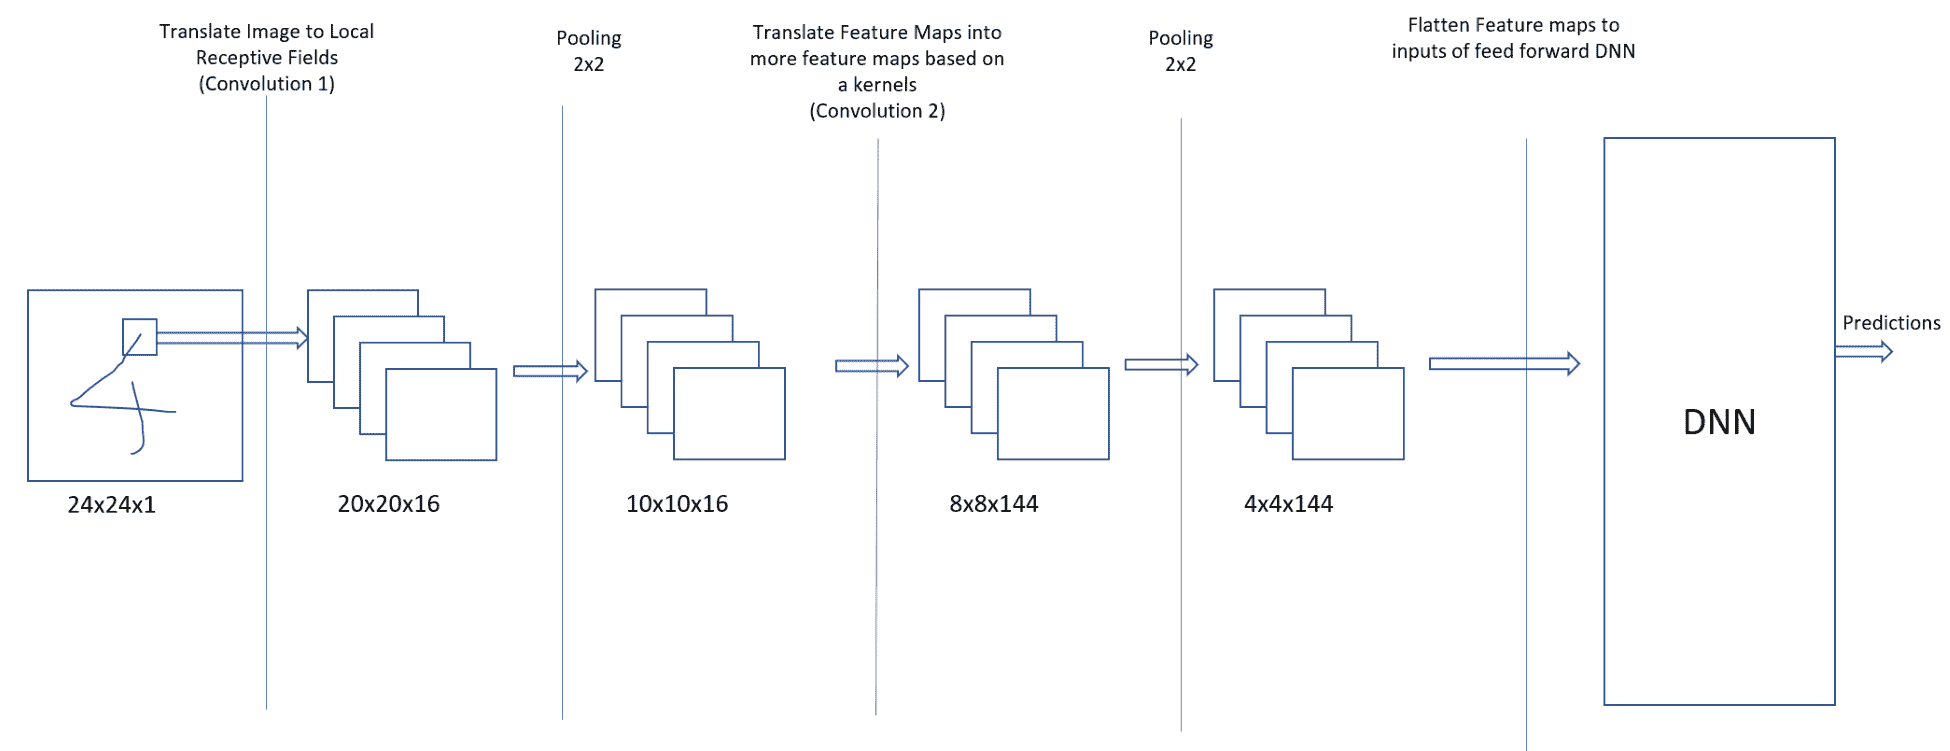 Translate Image to Local
Receptive Fields
(Convolution 1)
Pooling
2x2
Translate Feature Maps into
more feature maps based on
a kernels
(Convolution 2)
Pooling
2x2
Flatten Feature maps to
inputs of feed forward DNN
4
24x24x1
20x20x16
10x10x16
8x8x144
4x4x144
DNN
Predictions